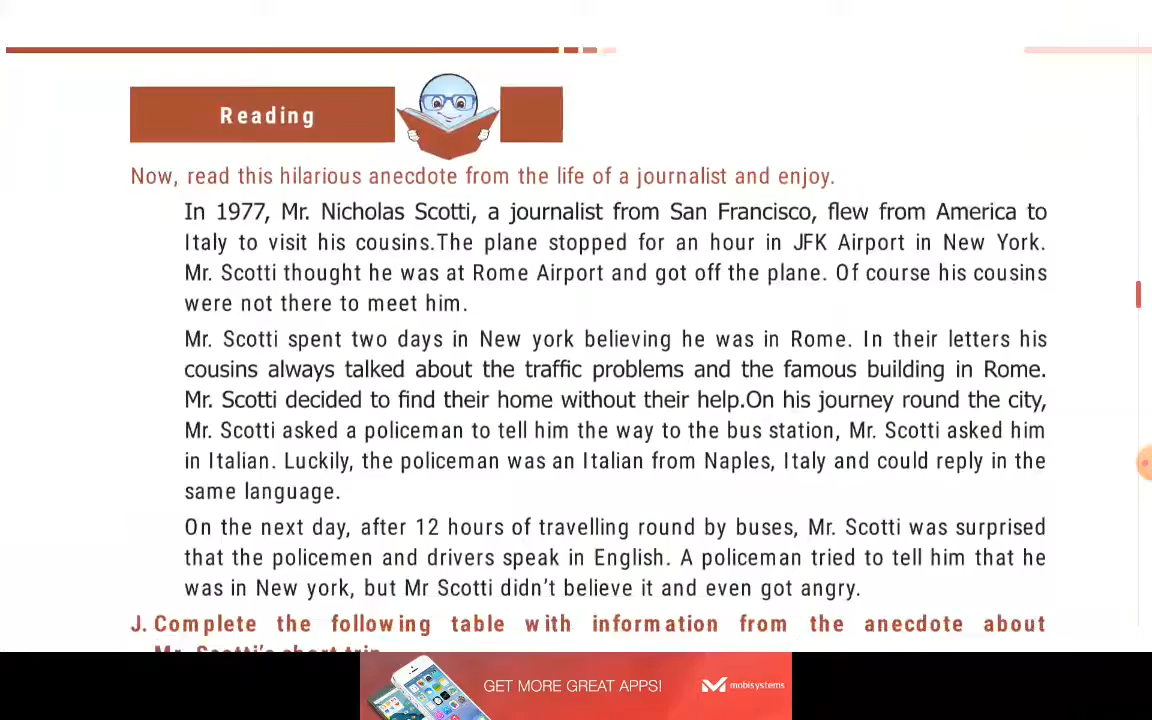 Reading
Now, read this hilarious anecdote from the life of a journalist and enjoy.
In 1977, Mr. Nicholas Scotti, a journalist from San Francisco, flew from America to
Italy to visit his cousins.The plane stopped for an hour in JFK Airport in New York.
Mr. Scotti thought he was at Rome Airport and got off the plane. Of course his cousins
were not there to meet him.
Mr. Scotti spent two days in New york believing he was in Rome. In their letters his
cousins always talked about the traffic problems and the famous building in Rome.
Mr. Scotti decided to find their home without their help.On his journey round the city,
Mr. Scotti asked a policeman to tell him the way to the bus station, Mr. Scotti asked him
in Italian. Luckily, the policeman was an Italian from Naples, Italy and could reply in the
same language.
On the next day, after 12 hours of travelling round by buses, Mr. Scotti was surprised
that the policemen and drivers speak in English. A policeman tried to tell him that he
was in New york, but Mr Scotti didn't believe it and even got angry.
J. Complete the following table with information from the anecdote about
Mr. Scotti's short trip
GET MORE GREAT APPS!
mobisystems